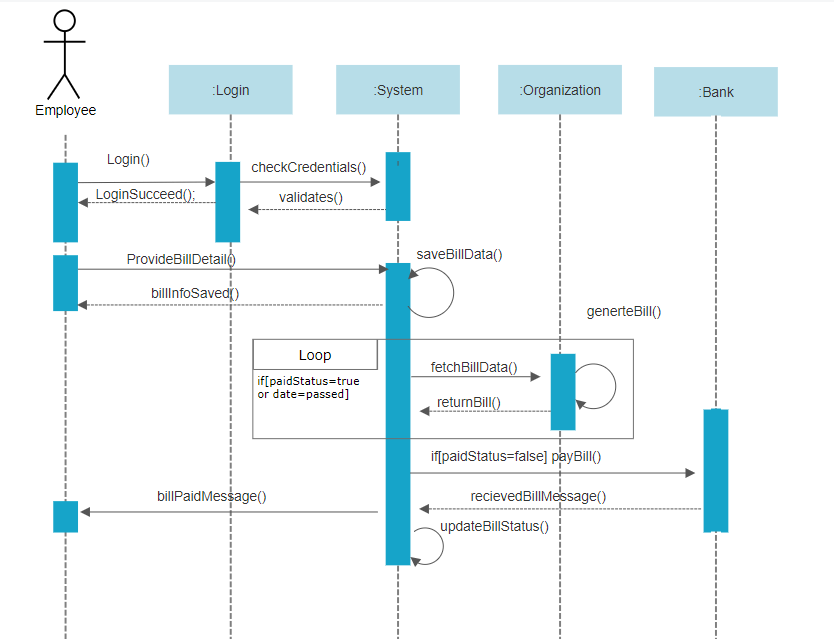 Employee
:Login
:System
:Organization
:Bank
Login()
checkCredentials()
LoginSucceed();
validates()
saveBillData()
ProvideBillDetail()
billInfoSaved()
generteBill()
Loop
if[paidStatus=true
or date=passed]
fetchBillData()
returnBill()
if[paidStatus=false] payBill()
billPaidMessage()
recievedBillMessage()
updateBillStatus()